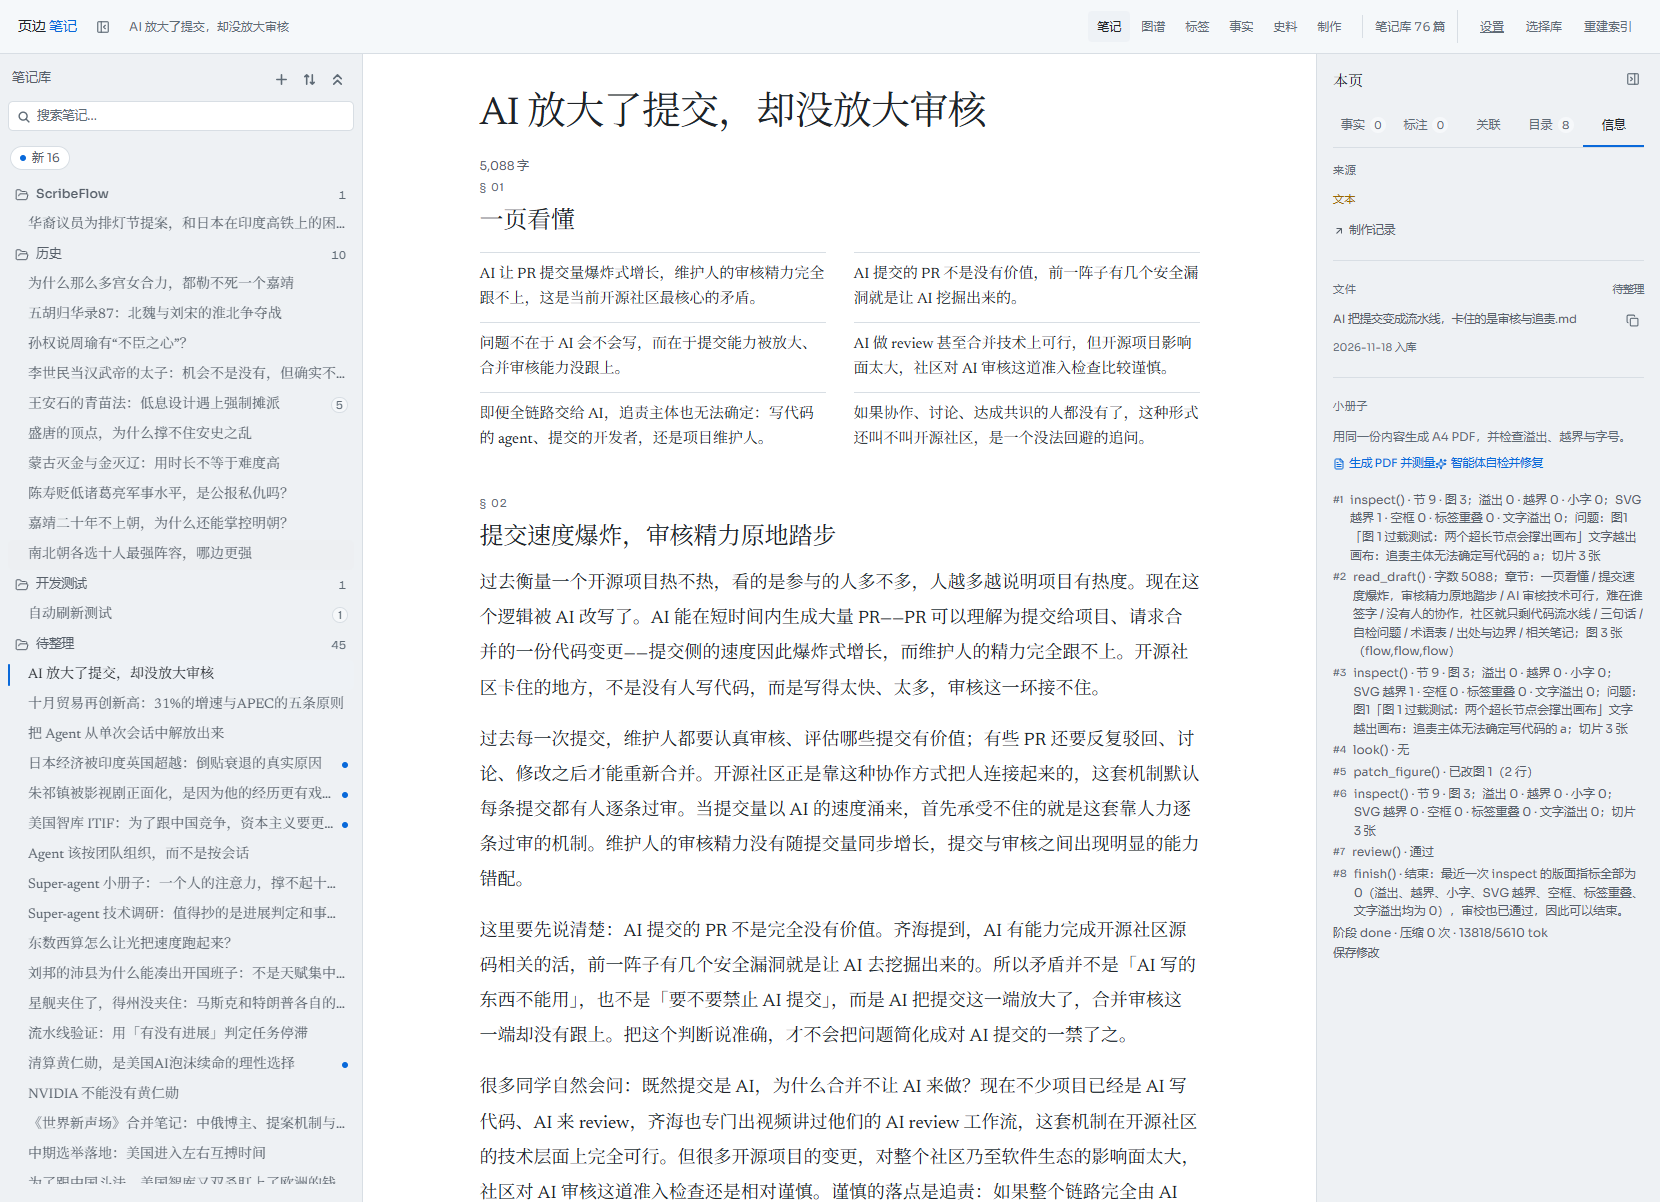 页边 笔记
AI 放大了提交，却没放大审核
笔记
图谱
标签
事实
史料
制作
笔记库 76 篇
设置
选择库
重建索引
笔记库
搜索笔记...
新 16
ScribeFlow 1
华裔议员为排灯节提案，和日本在印度高铁上的困...
历史 10
为什么那么多宫女合力，都勒不死一个嘉靖
五胡归华录87：北魏与刘宋的淮北争夺战
孙权说周瑜有“不臣之心”？
李世民当汉武帝的太子：机会不是没有，但确实不...
王安石的青苗法：低息设计遇上强制摊派 5
盛唐的顶点，为什么撑不住安史之乱
蒙古灭金与金灭辽：用时长不等于难度高
陈寿贬低诸葛亮军事水平，是公报私仇吗？
嘉靖二十年不上朝，为什么还能掌控明朝？
南北朝各选十人最强阵容，哪边更强
开发测试 1
自动刷新测试 1
待整理 45
AI 放大了提交，却没放大审核
十月贸易再创新高：31%的增速与APEC的五条原则
把 Agent 从单次会话中解放出来
日本经济被印度英国超越：倒贴衰退的真实原因
朱祁镇被影视剧正面化，是因为他的经历更有戏...
美国智库 ITIF：为了跟中国竞争，资本主义要更...
Agent 该按团队组织，而不是按会话
Super-agent 小册子：一个人的注意力，撑不起十...
Super-agent 技术调研：值得抄的是进展判定和事...
东数西算怎么让光把速度跑起来？
刘邦的沛县为什么能凑出开国班子：不是天赋集中...
星舰夹住了，得州没夹住：马斯克和特朗普各自的...
流水线验证：用「有没有进展」判定任务停滞
清算黄仁勋，是美国AI泡沫续命的理性选择
NVIDIA 不能没有黄仁勋
《世界新声场》合并笔记：中俄博主、提案机制与...
中期选举落地：美国进入左右互搏时间
为了跟中国斗法，美国智库又双叒盯上了欧洲的钱
AI 放大了提交，却没放大审核
5,088 字
§ 01
一页看懂
AI 让 PR 提交量爆炸式增长，维护人的审核精力完全
跟不上，这是当前开源社区最核心的矛盾。
AI 提交的 PR 不是没有价值，前一阵子有几个安全漏
洞就是让 AI 挖掘出来的。
问题不在于 AI 会不会写，而在于提交能力被放大、
合并审核能力没跟上。
AI 做 review 甚至合并技术上可行，但开源项目影响
面太大，社区对 AI 审核这道准入检查比较谨慎。
即便全链路交给 AI，追责主体也无法确定：写代码
的 agent、提交的开发者，还是项目维护人。
如果协作、讨论、达成共识的人都没有了，这种形式
还叫不叫开源社区，是一个没法回避的追问。
§ 02
提交速度爆炸，审核精力原地踏步
过去衡量一个开源项目热不热，看的是参与的人多不多，人越多越说明项目有热度。现在这
个逻辑被 AI 改写了。AI 能在短时间内生成大量 PR——PR 可以理解为提交给项目、请求合
并的一份代码变更——提交侧的速度因此爆炸式增长，而维护人的精力完全跟不上。开源社
区卡住的地方，不是没有人写代码，而是写得太快、太多，审核这一环接不住。
过去每一次提交，维护人都要认真审核、评估哪些提交有价值；有些 PR 还要反复驳回、讨
论、修改之后才能重新合并。开源社区正是靠这种协作方式把人连接起来的，这套机制默认
每条提交都有人逐条过审。当提交量以 AI 的速度涌来，首先承受不住的就是这套靠人力逐
条过审的机制。维护人的审核精力没有随提交量同步增长，提交与审核之间出现明显的能力
错配。
这里要先说清楚：AI 提交的 PR 不是完全没有价值。齐海提到，AI 有能力完成开源社区源
码相关的活，前一阵子有几个安全漏洞就是让 AI 去挖掘出来的。所以矛盾并不是「AI 写的
东西不能用」，也不是「要不要禁止 AI 提交」，而是 AI 把提交这一端放大了，合并审核这
一端却没有跟上。把这个判断说准确，才不会把问题简化成对 AI 提交的一禁了之。
很多同学自然会问：既然提交是 AI，为什么合并不让 AI 来做？现在不少项目已经是 AI 写
代码、AI 来 review，齐海也专门出视频讲过他们的 AI review 工作流，这套机制在开源社区
的技术层面上完全可行。但很多开源项目的变更，对整个社区乃至软件生态的影响面太大，
社区对 AI 审核这道准入检查还是相对谨慎。谨慎的落点是追责：如果整个链路完全由 AI
本页
事实 0
标注 0
关联
目录 8
信息
来源
文本
制作记录
文件
待整理
AI 把提交变成流水线，卡住的是审核与追责.md
2026-11-18 入库
小册子
用同一份内容生成 A4 PDF，并检查溢出、越界与字号。
生成 PDF 并测量
智能体自检并修复
#1 inspect() · 节 9 · 图 3；溢出 0 · 越界 0 · 小字 0；SVG
越界 1 · 空框 0 · 标签重叠 0 · 文字溢出 0；问题：图1
「图 1 过载测试：两个超长节点会撑出画布」文字越出
画布：追责主体无法确定写代码的 a；切片 3 张
#2 read_draft() · 字数 5088；章节：一页看懂 / 提交速
度爆炸，审核精力原地踏步 / AI 审核技术可行，难在谁
签字 / 没有人的协作，社区就只剩代码流水线 / 三句话 /
自检问题 / 术语表 / 出处与边界 / 相关笔记；图 3 张
（flow,flow,flow）
#3 inspect() · 节 9 · 图 3；溢出 0 · 越界 0 · 小字 0；
SVG 越界 1 · 空框 0 · 标签重叠 0 · 文字溢出 0；问题：
图1「图 1 过载测试：两个超长节点会撑出画布」文字
越出画布：追责主体无法确定写代码的 a；切片 3 张
#4 look() · 无
#5 patch_figure() · 已改图 1（2 行）
#6 inspect() · 节 9 · 图 3；溢出 0 · 越界 0 · 小字 0；
SVG 越界 0 · 空框 0 · 标签重叠 0 · 文字溢出 0；切片
3 张
#7 review() · 通过
#8 finish() · 结束：最近一次 inspect 的版面指标全部为
0（溢出、越界、小字、SVG 越界、空框、标签重叠、
文字溢出均为 0），审校也已通过，因此可以结束。
阶段 done · 压缩 0 次 · 13818/5610 tok
保存修改